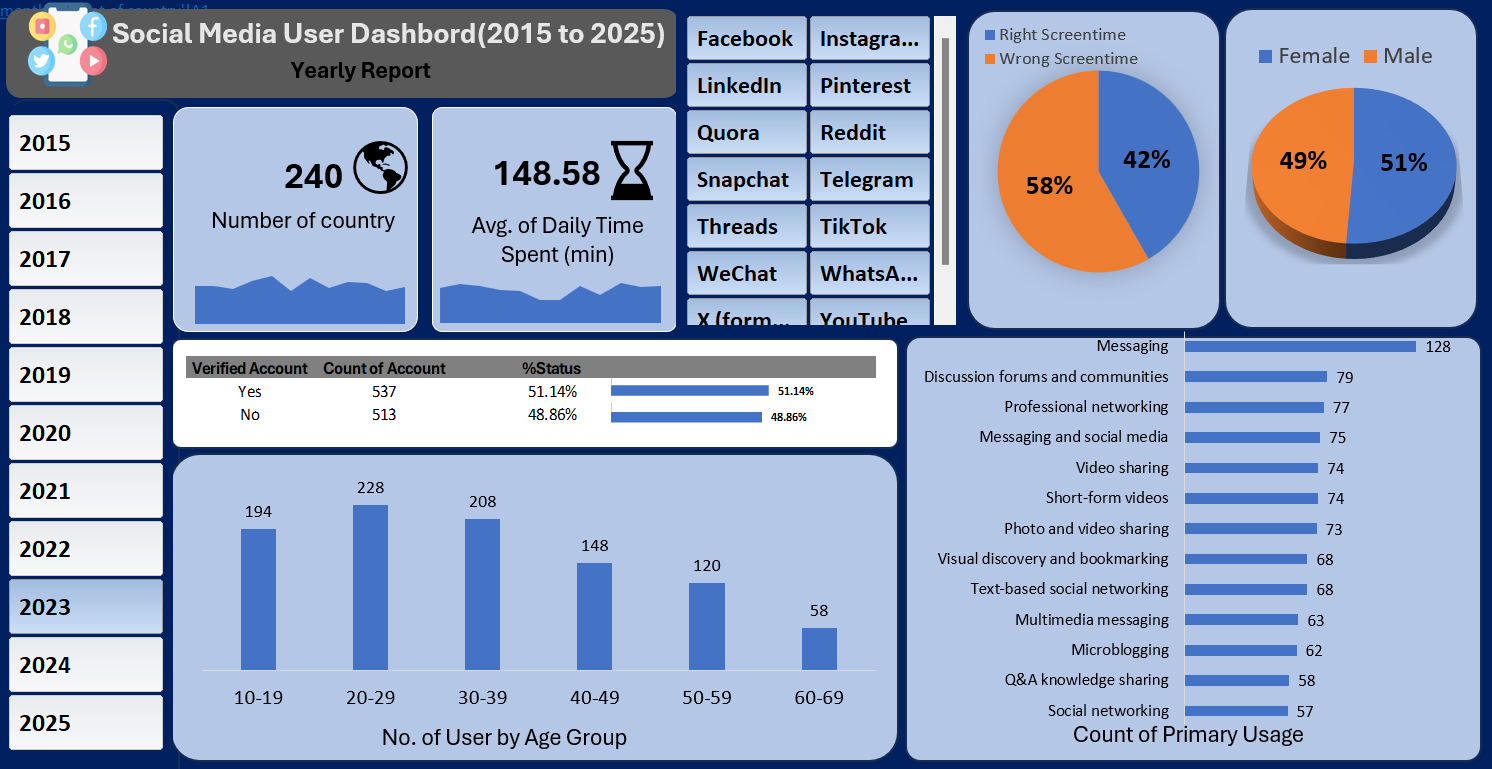 Social Media User Dashbord(2015 to 2025)
Yearly Report
2015
2016
2017
2018
2019
2020
2021
2022
2023
2024
2025
240
Number of country
148.58
Avg. of Daily Time
Spent (min)
Facebook
Instagra...
LinkedIn
Pinterest
Quora
Reddit
Snapchat
Telegram
Threads
TikTok
WeChat
WhatsA...
X (form...
YouTube
Right Screentime
Wrong Screentime
42%
58%
Female Male
49%
51%
Verified Account Count of Account %Status
Yes 537 51.14% 51.14%
No 513 48.86% 48.86%
194
228
208
148
120
58
10-19 20-29 30-39 40-49 50-59 60-69
No. of User by Age Group
Messaging 128
Discussion forums and communities 79
Professional networking 77
Messaging and social media 75
Video sharing 74
Short-form videos 74
Photo and video sharing 73
Visual discovery and bookmarking 68
Text-based social networking 68
Multimedia messaging 63
Microblogging 62
Q&A knowledge sharing 58
Social networking 57
Count of Primary Usage